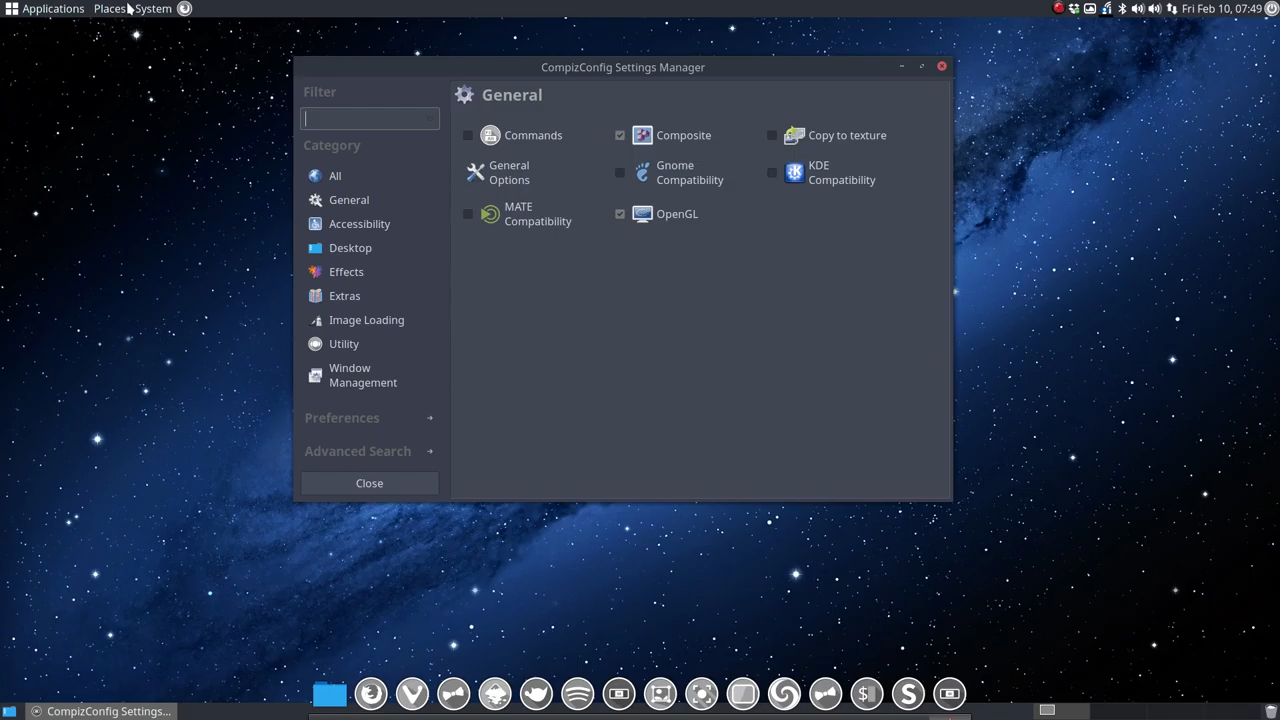 Applications Places System Fri Feb 10, 07:49
CompizConfig Settings Manager
Filter
Category
All
General
Accessibility
Desktop
Effects
Extras
Image Loading
Utility
Window
Management
Preferences
Advanced Search
Close
General
Commands Composite Copy to texture
General
Options
Gnome
Compatibility
KDE
Compatibility
MATE
Compatibility
OpenGL
CompizConfig Settings...